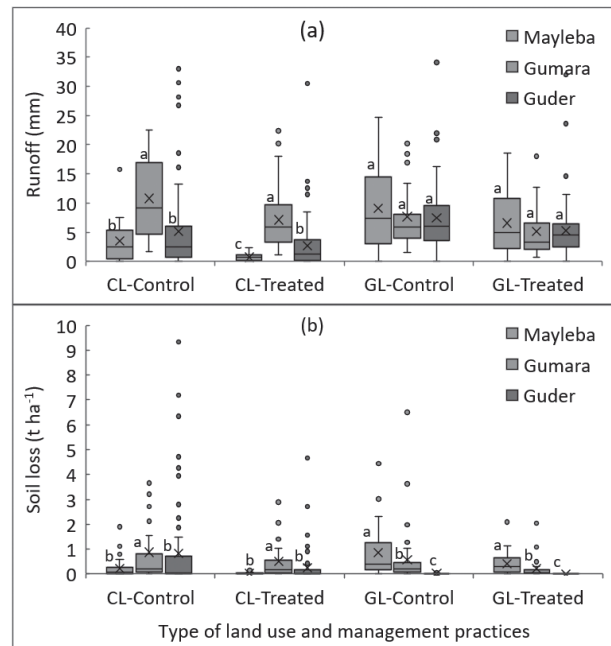 (a)
Mayleba
Gumara
Guder
Runoff (mm)
40
35
30
25
20
15
10
5
0
b a b
c a b
a a a
a a a
CL-Control CL-Treated GL-Control GL-Treated
(b)
Mayleba
Gumara
Guder
Soil loss (t ha⁻¹)
10
9
8
7
6
5
4
3
2
1
0
b a b
b a b
a b c
a b c
CL-Control CL-Treated GL-Control GL-Treated
Type of land use and management practices